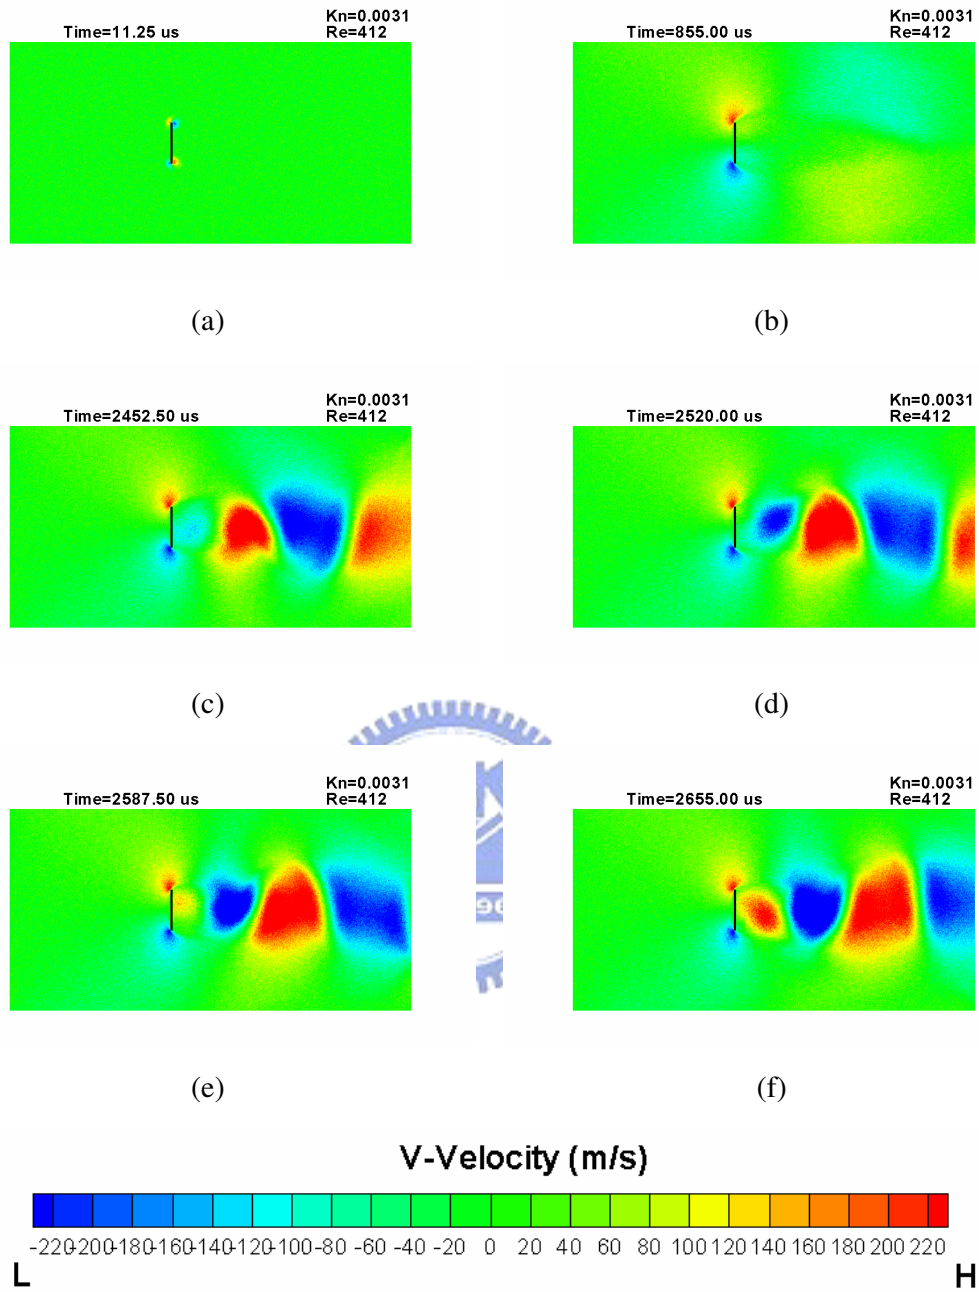 Time=11.25 us
Kn=0.0031
Re=412
Time=855.00 us
Kn=0.0031
Re=412
(a)
(b)
Time=2452.50 us
Kn=0.0031
Re=412
Time=2520.00 us
Kn=0.0031
Re=412
(c)
(d)
Time=2587.50 us
Kn=0.0031
Re=412
Time=2655.00 us
Kn=0.0031
Re=412
(e)
(f)
V-Velocity (m/s)
-220 -200 -180 -160 -140 -120 -100 -80 -60 -40 -20 0 20 40 60 80 100 120 140 160 180 200 220
L H